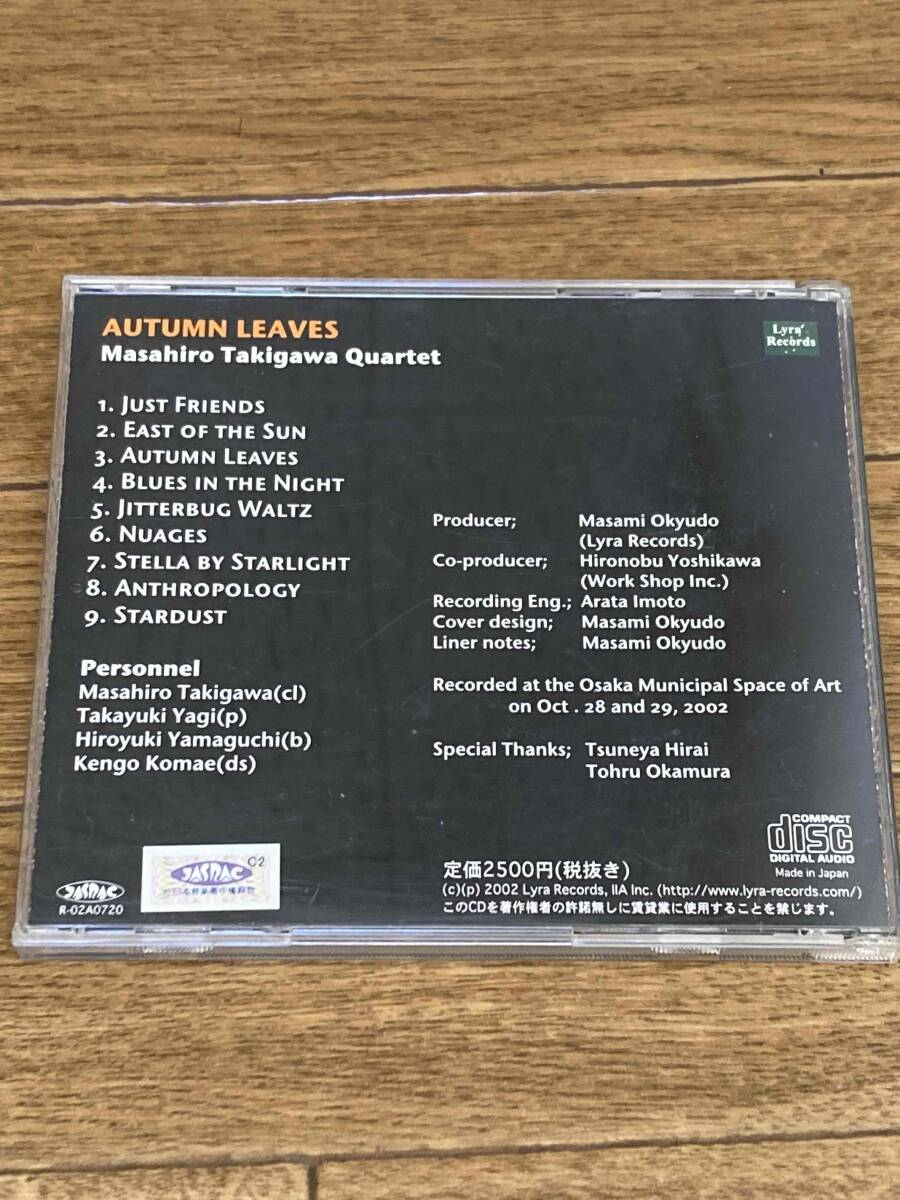 AUTUMN LEAVES
Masahiro Takigawa Quartet
Lyra
Records
1. JUST FRIENDS
2. EAST OF THE SUN
3. AUTUMN LEAVES
4. BLUES IN THE NIGHT
5. JITTERBUG WALTZ
6. NUAGES
7. STELLA BY STARLIGHT
8. ANTHROPOLOGY
9. STARDUST
Personnel
Masahiro Takigawa(cl)
Takayuki Yagi(p)
Hiroyuki Yamaguchi(b)
Kengo Komae(ds)
Producer; Masami Okyudo
(Lyra Records)
Co-producer; Hironobu Yoshikawa
(Work Shop Inc.)
Recording Eng.; Arata Imoto
Cover design; Masami Okyudo
Liner notes; Masami Okyudo
Recorded at the Osaka Municipal Space of Art
on Oct . 28 and 29, 2002
Special Thanks; Tsuneya Hirai
Tohru Okamura
JASRAC
R-02A0720
C2
JASRAC
COMPACT
disc
DIGITAL AUDIO
Made in Japan
定価2500円(税抜き)
(c)(p) 2002 Lyra Records, IIA Inc. (http://www.lyra-records.com/)
このCDを著作権者の許諾無しに賃貸業に使用することを禁じます。